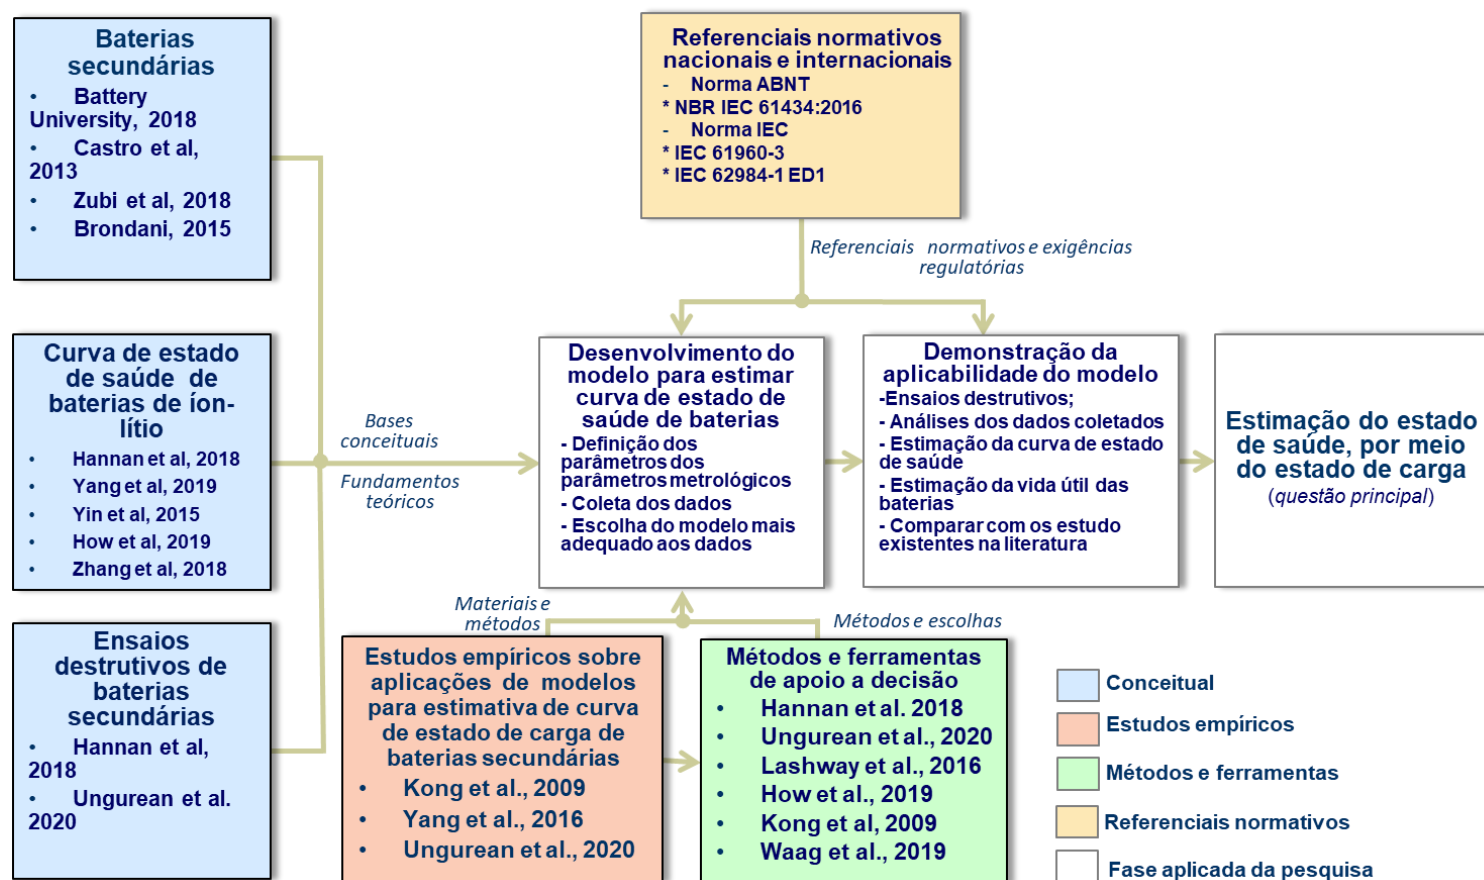 Baterias
secundárias
• Battery
University, 2018
• Castro et al,
2013
• Zubi et al, 2018
• Brondani, 2015
Curva de estado
de saúde de
baterias de íon-
lítio
• Hannan et al, 2018
• Yang et al, 2019
• Yin et al, 2015
• How et al, 2019
• Zhang et al, 2018
Ensaios
destrutivos de
baterias
secundárias
• Hannan et al,
2018
• Ungurean et al.
2020
Referenciais normativos
nacionais e internacionais
- Norma ABNT
* NBR IEC 61434:2016
- Norma IEC
* IEC 61960-3
* IEC 62984-1 ED1
Referenciais normativos e exigências
regulatórias
Bases
conceituais
Fundamentos
teóricos
Desenvolvimento do
modelo para estimar
curva de estado de
saúde de baterias
- Definição dos
parâmetros dos
parâmetros metrológicos
- Coleta dos dados
- Escolha do modelo mais
adequado aos dados
Demonstração da
aplicabilidade do modelo
-Ensaios destrutivos;
- Análises dos dados coletados
- Estimação da curva de estado
de saúde
- Estimação da vida útil das
baterias
- Comparar com os estudo
existentes na literatura
Estimação do estado
de saúde, por meio
do estado de carga
(questão principal)
Materiais e
métodos
Métodos e escolhas
Estudos empíricos sobre
aplicações de modelos
para estimativa de curva
de estado de carga de
baterias secundárias
• Kong et al., 2009
• Yang et al., 2016
• Ungurean et al., 2020
Métodos e ferramentas
de apoio a decisão
• Hannan et al. 2018
• Ungurean et al., 2020
• Lashway et al., 2016
• How et al., 2019
• Kong et al, 2009
• Waag et al., 2019
Conceitual
Estudos empíricos
Métodos e ferramentas
Referenciais normativos
Fase aplicada da pesquisa